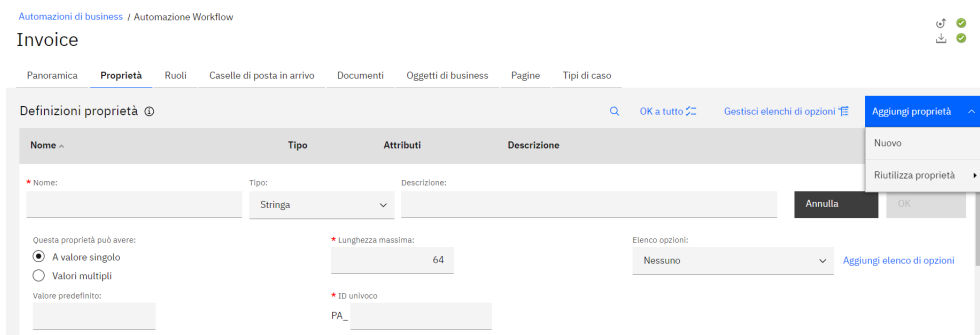 Automazioni di business / Automazione Workflow
Invoice
Panoramica Proprietà Ruoli Caselle di posta in arrivo Documenti Oggetti di business Pagine Tipi di caso
Definizioni proprietà OK a tutto Gestisci elenchi di opzioni Aggiungi proprietà
Nome Tipo Attributi Descrizione
Nuovo
Riutilizza proprietà
* Nome: Tipo: Descrizione:
Stringa Annulla OK
Questa proprietà può avere: * Lunghezza massima: Elenco opzioni:
A valore singolo 64 Nessuno Aggiungi elenco di opzioni
Valori multipli
Valore predefinito: * ID univoco
PA_